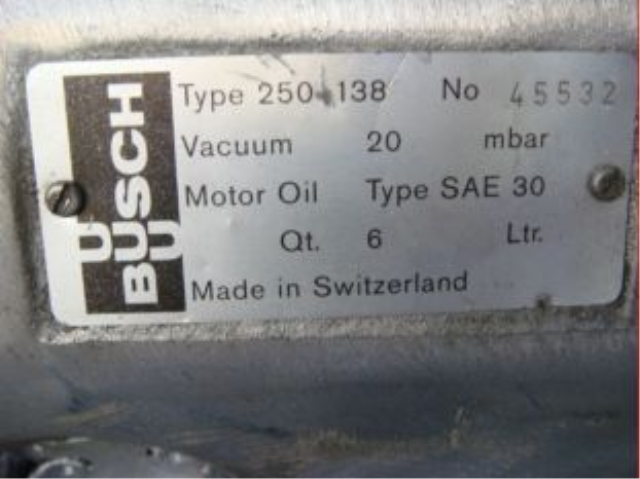 BUSCH
Type 250-138 No 45532
Vacuum 20 mbar
Motor Oil Type SAE 30
Qt. 6 Ltr.
Made in Switzerland